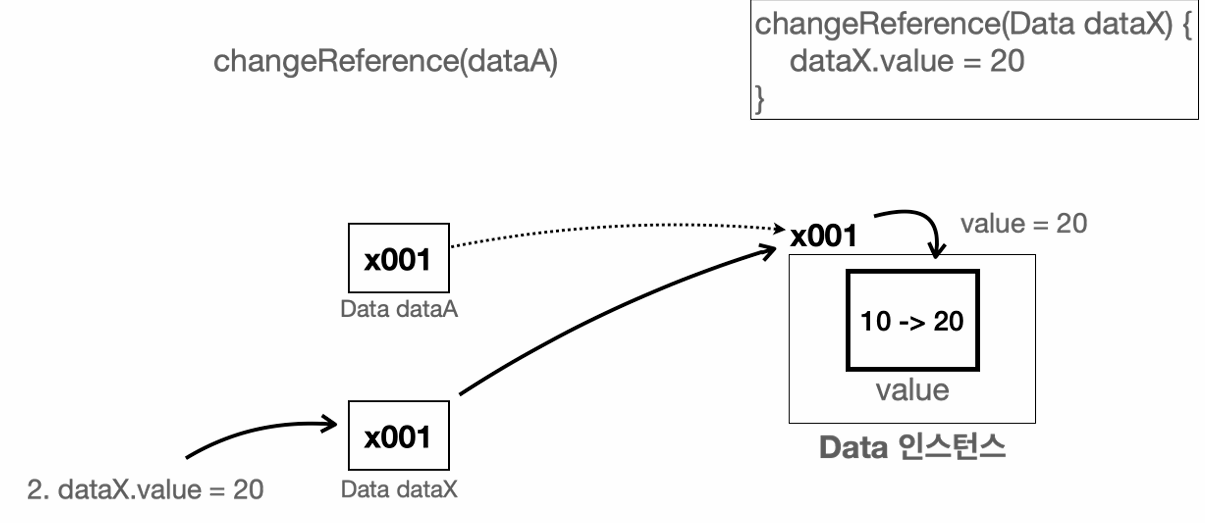 changeReference(dataA)
changeReference(Data dataX) {
dataX.value = 20
}
x001
Data dataA
x001
value = 20
10 -> 20
value
Data 인스턴스
x001
Data dataX
2. dataX.value = 20